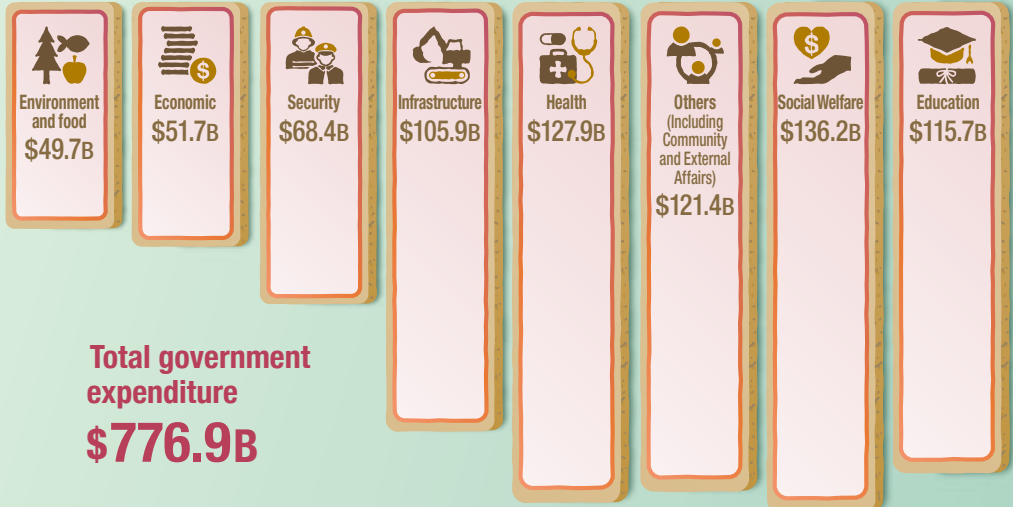 Environment
and food
$49.7B
Economic
$51.7B
Security
$68.4B
Infrastructure
$105.9B
Health
$127.9B
Others
(Including
Community
and External
Affairs)
$121.4B
Social Welfare
$136.2B
Education
$115.7B
Total government
expenditure
$776.9B